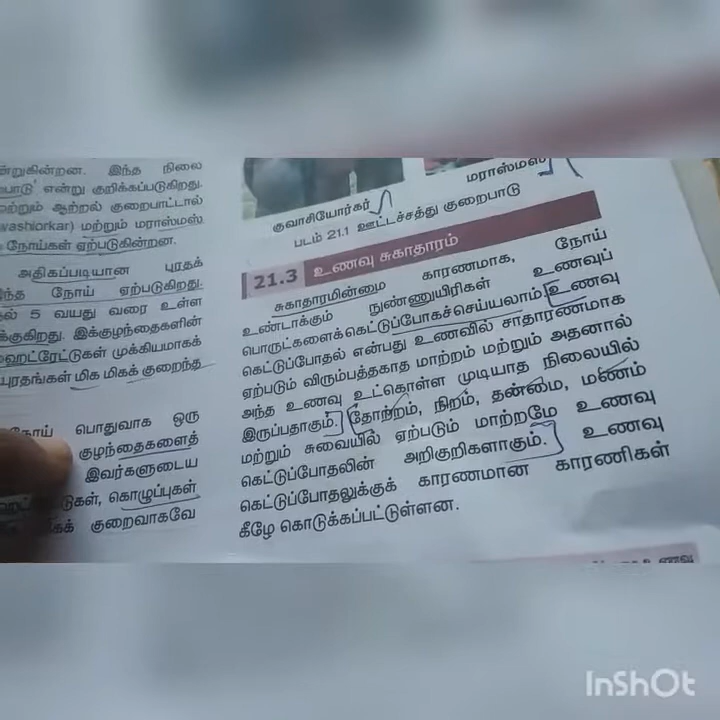 ன்றுகின்றன. இந்த நிலை
பாடு' என்று குறிக்கப்படுகிறது.
மற்றும் ஆற்றல் குறைபாட்டால்
washiorkar) மற்றும் மராஸ்மஸ்
நோய்கள் ஏற்படுகின்றன.
அதிகப்படியான புரதக்
ந்த நோய் ஏற்படுகிறது.
5 வயது வரை உள்ள
க்குகிறது. இக்குழந்தைகளின்
ஹைட்ரேட்டுகள் முக்கியமாகக்
புரதங்கள் மிக மிகக் குறைந்த
நோய் பொதுவாக ஒரு
குழந்தைகளைத்
இவர்களுடைய
டுகள், கொழுப்புகள்
குறைவாகவே
குவாசியோர்கர் மராஸ்மஸ்
படம் 21.1 ஊட்டச்சத்து குறைபாடு
21.3 உணவு சுகாதாரம்
சுகாதாரமின்மை காரணமாக, நோய்
உண்டாக்கும் நுண்ணுயிரிகள் உணவுப்
பொருட்களைக்கெட்டுப்போகச்செய்யலாம். உணவு
கெட்டுப்போதல் என்பது உணவில் சாதாரணமாக
ஏற்படும் விரும்பத்தகாத மாற்றம் மற்றும் அதனால்
அந்த உணவு உட்கொள்ள முடியாத நிலையில்
இருப்பதாகும். தோற்றம், நிறம், தன்மை, மணம்
மற்றும் சுவையில் ஏற்படும் மாற்றமே உணவு
கெட்டுப்போதலின் அறிகுறிகளாகும். உணவு
கெட்டுப்போதலுக்குக் காரணமான காரணிகள்
கீழே கொடுக்கப்பட்டுள்ளன.
உணவு
InShOt